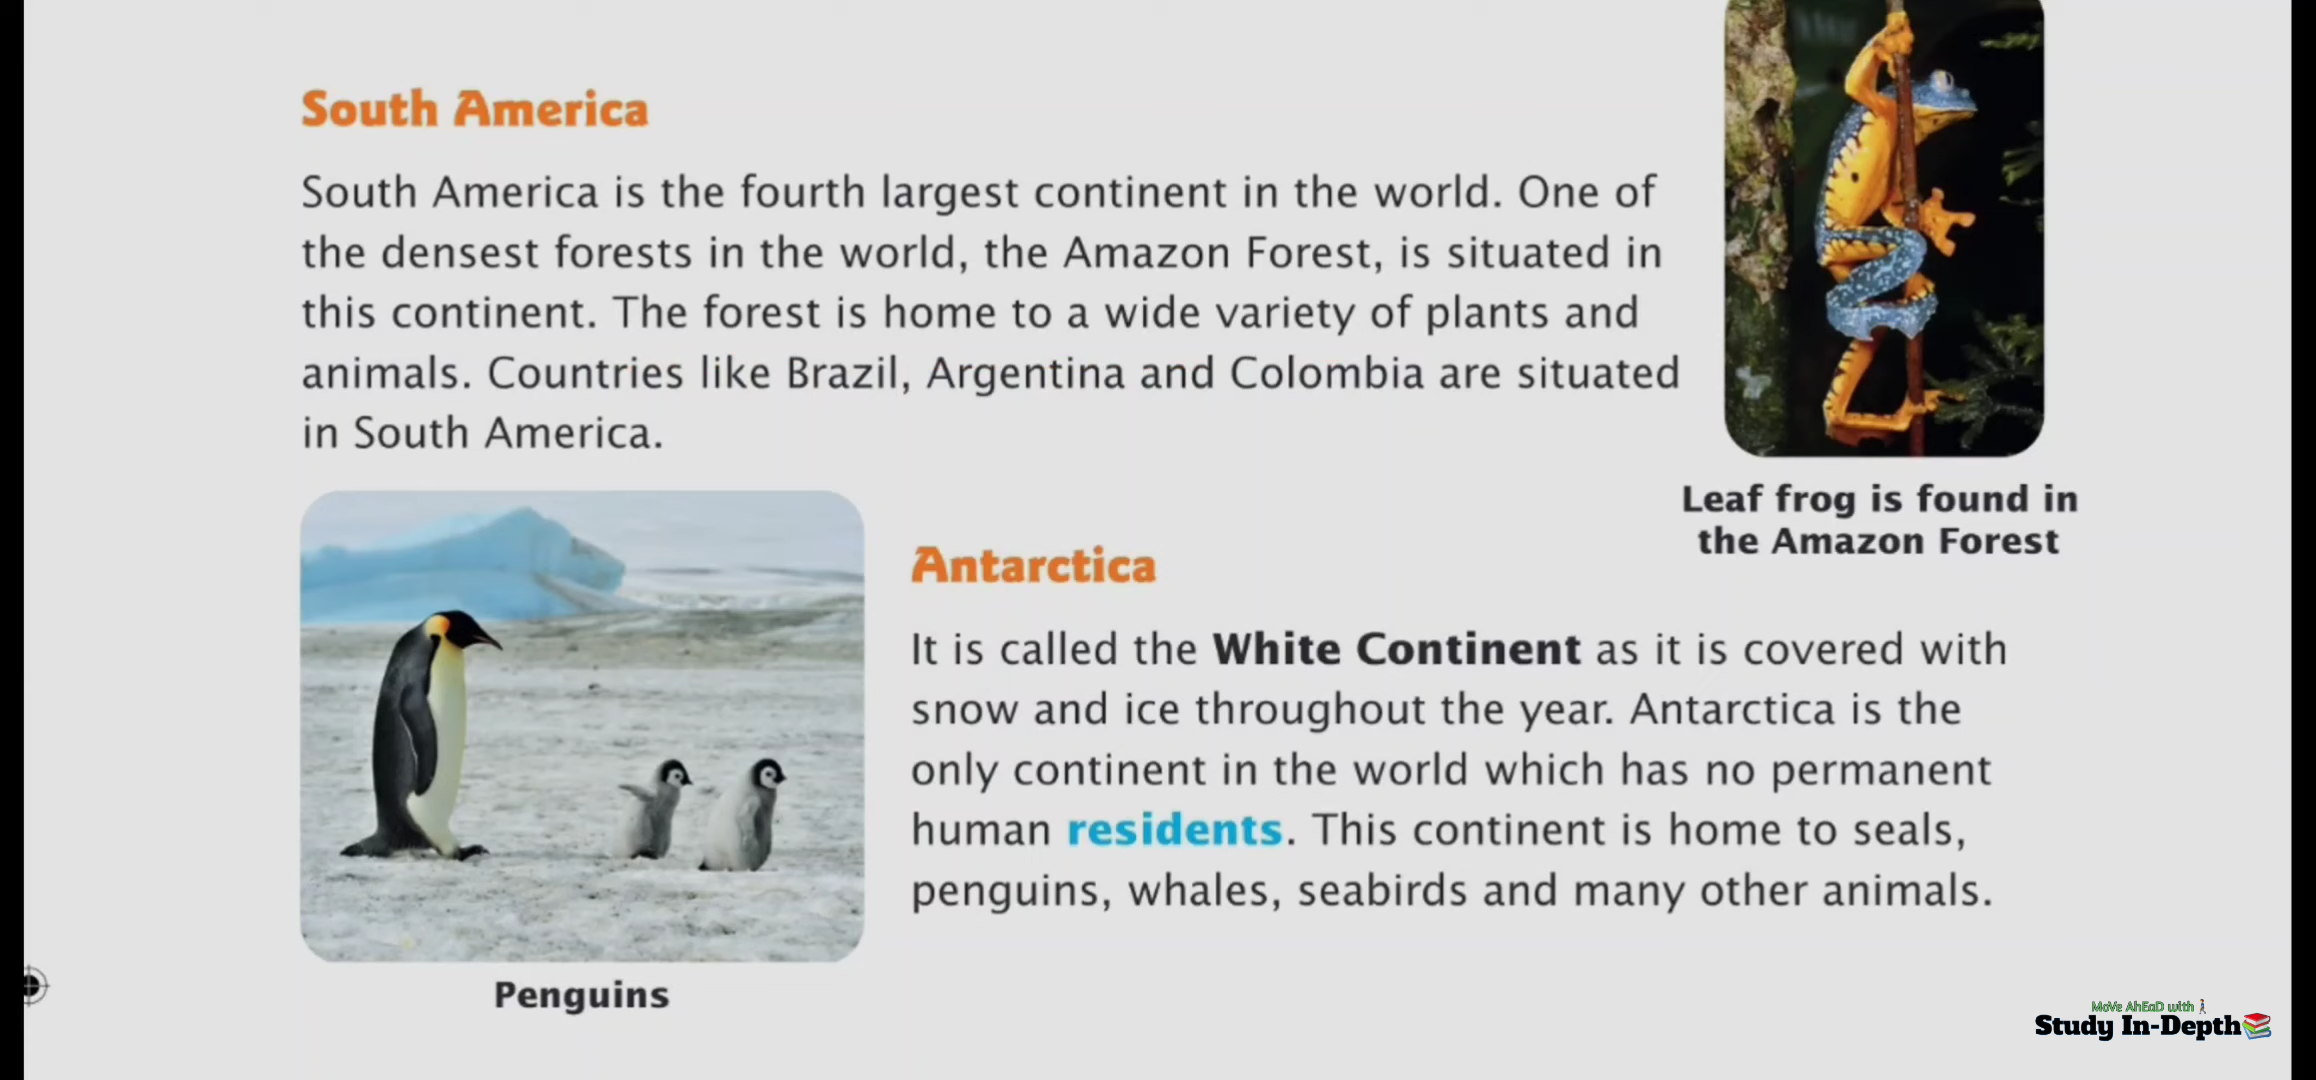 South America
South America is the fourth largest continent in the world. One of
the densest forests in the world, the Amazon Forest, is situated in
this continent. The forest is home to a wide variety of plants and
animals. Countries like Brazil, Argentina and Colombia are situated
in South America.
Leaf frog is found in
the Amazon Forest
Antarctica
It is called the White Continent as it is covered with
snow and ice throughout the year. Antarctica is the
only continent in the world which has no permanent
human residents. This continent is home to seals,
penguins, whales, seabirds and many other animals.
Penguins
MoVe AhEaD with
Study In-Depth